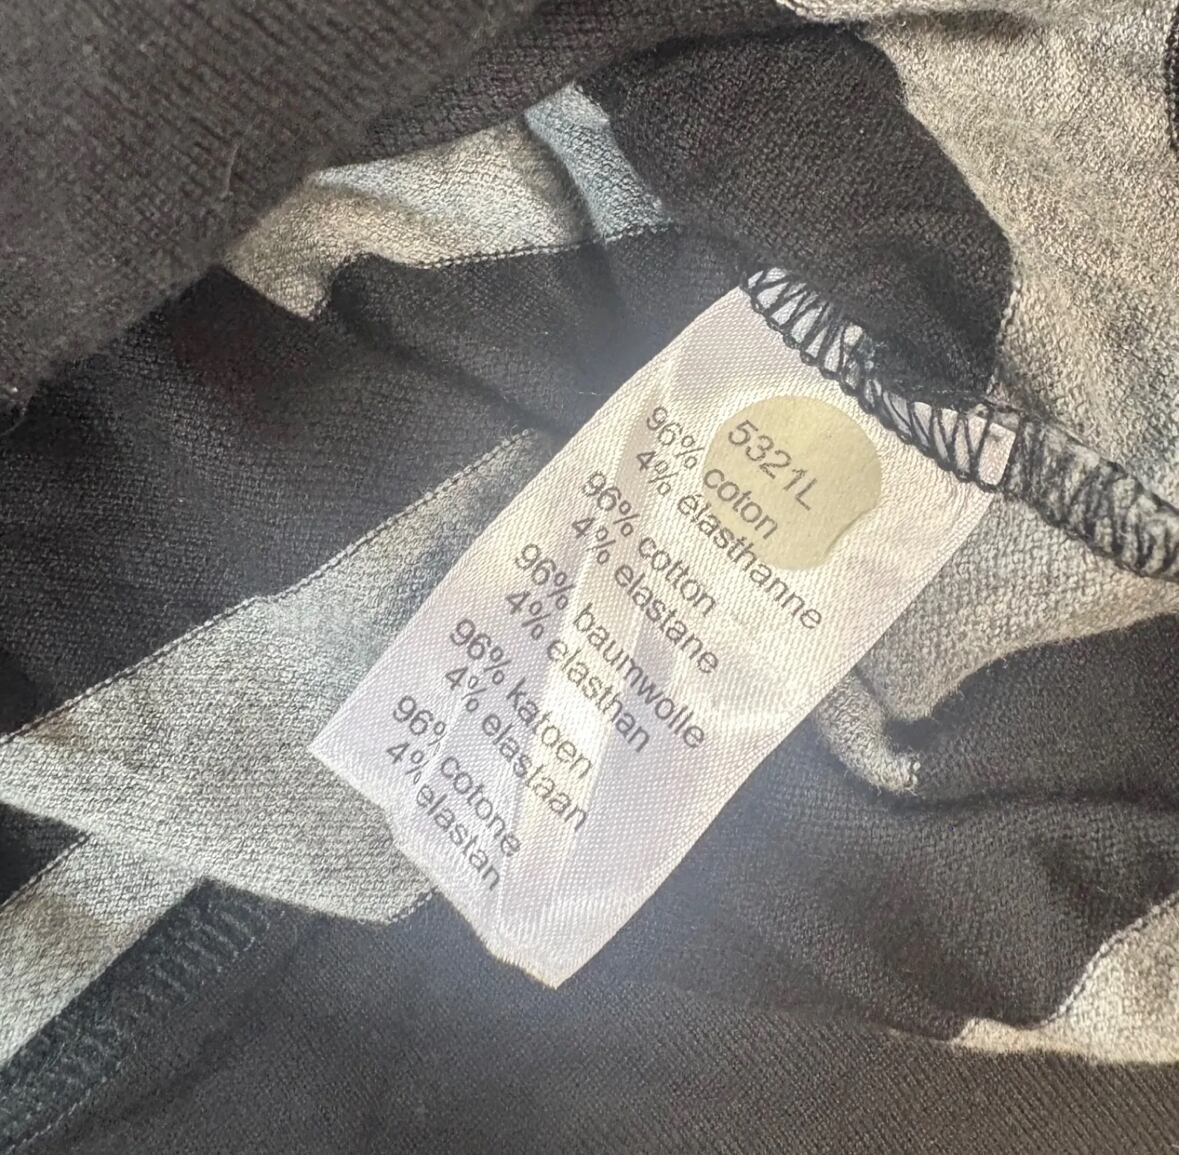 5321L
96% coton
4% élasthanne
96% cotton
4% elastane
96% baumwolle
4% elasthan
96% katoen
4% elastaan
96% cotone
4% elastan